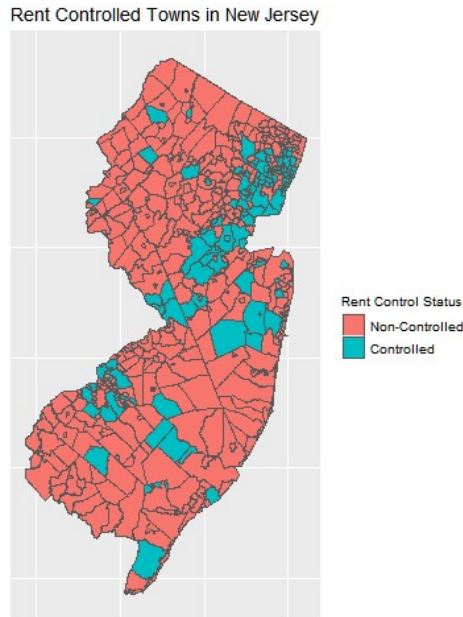 Rent Controlled Towns in New Jersey
Rent Control Status
Non-Controlled
Controlled